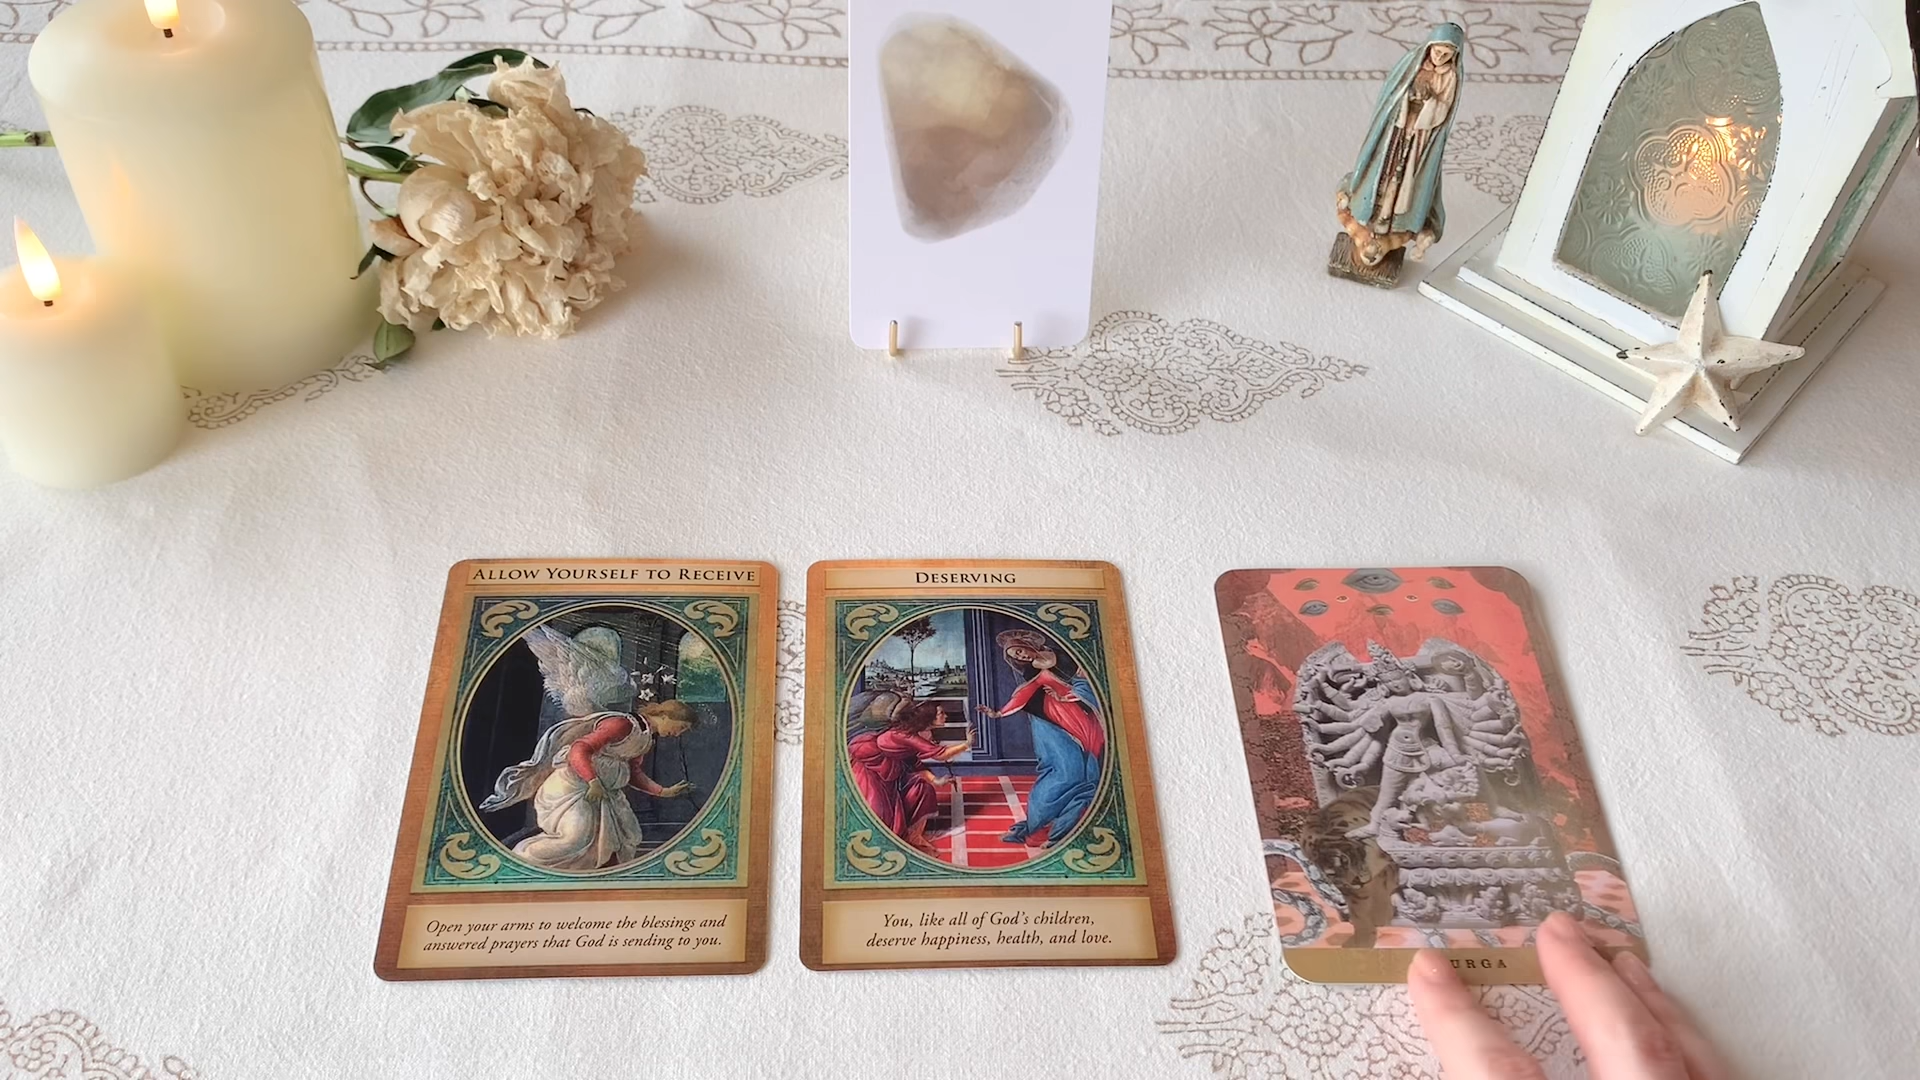 ALLOW YOURSELF TO RECEIVE
Open your arms to welcome the blessings and
answered prayers that God is sending to you.
DESERVING
You, like all of God's children,
deserve happiness, health, and love.
URGA